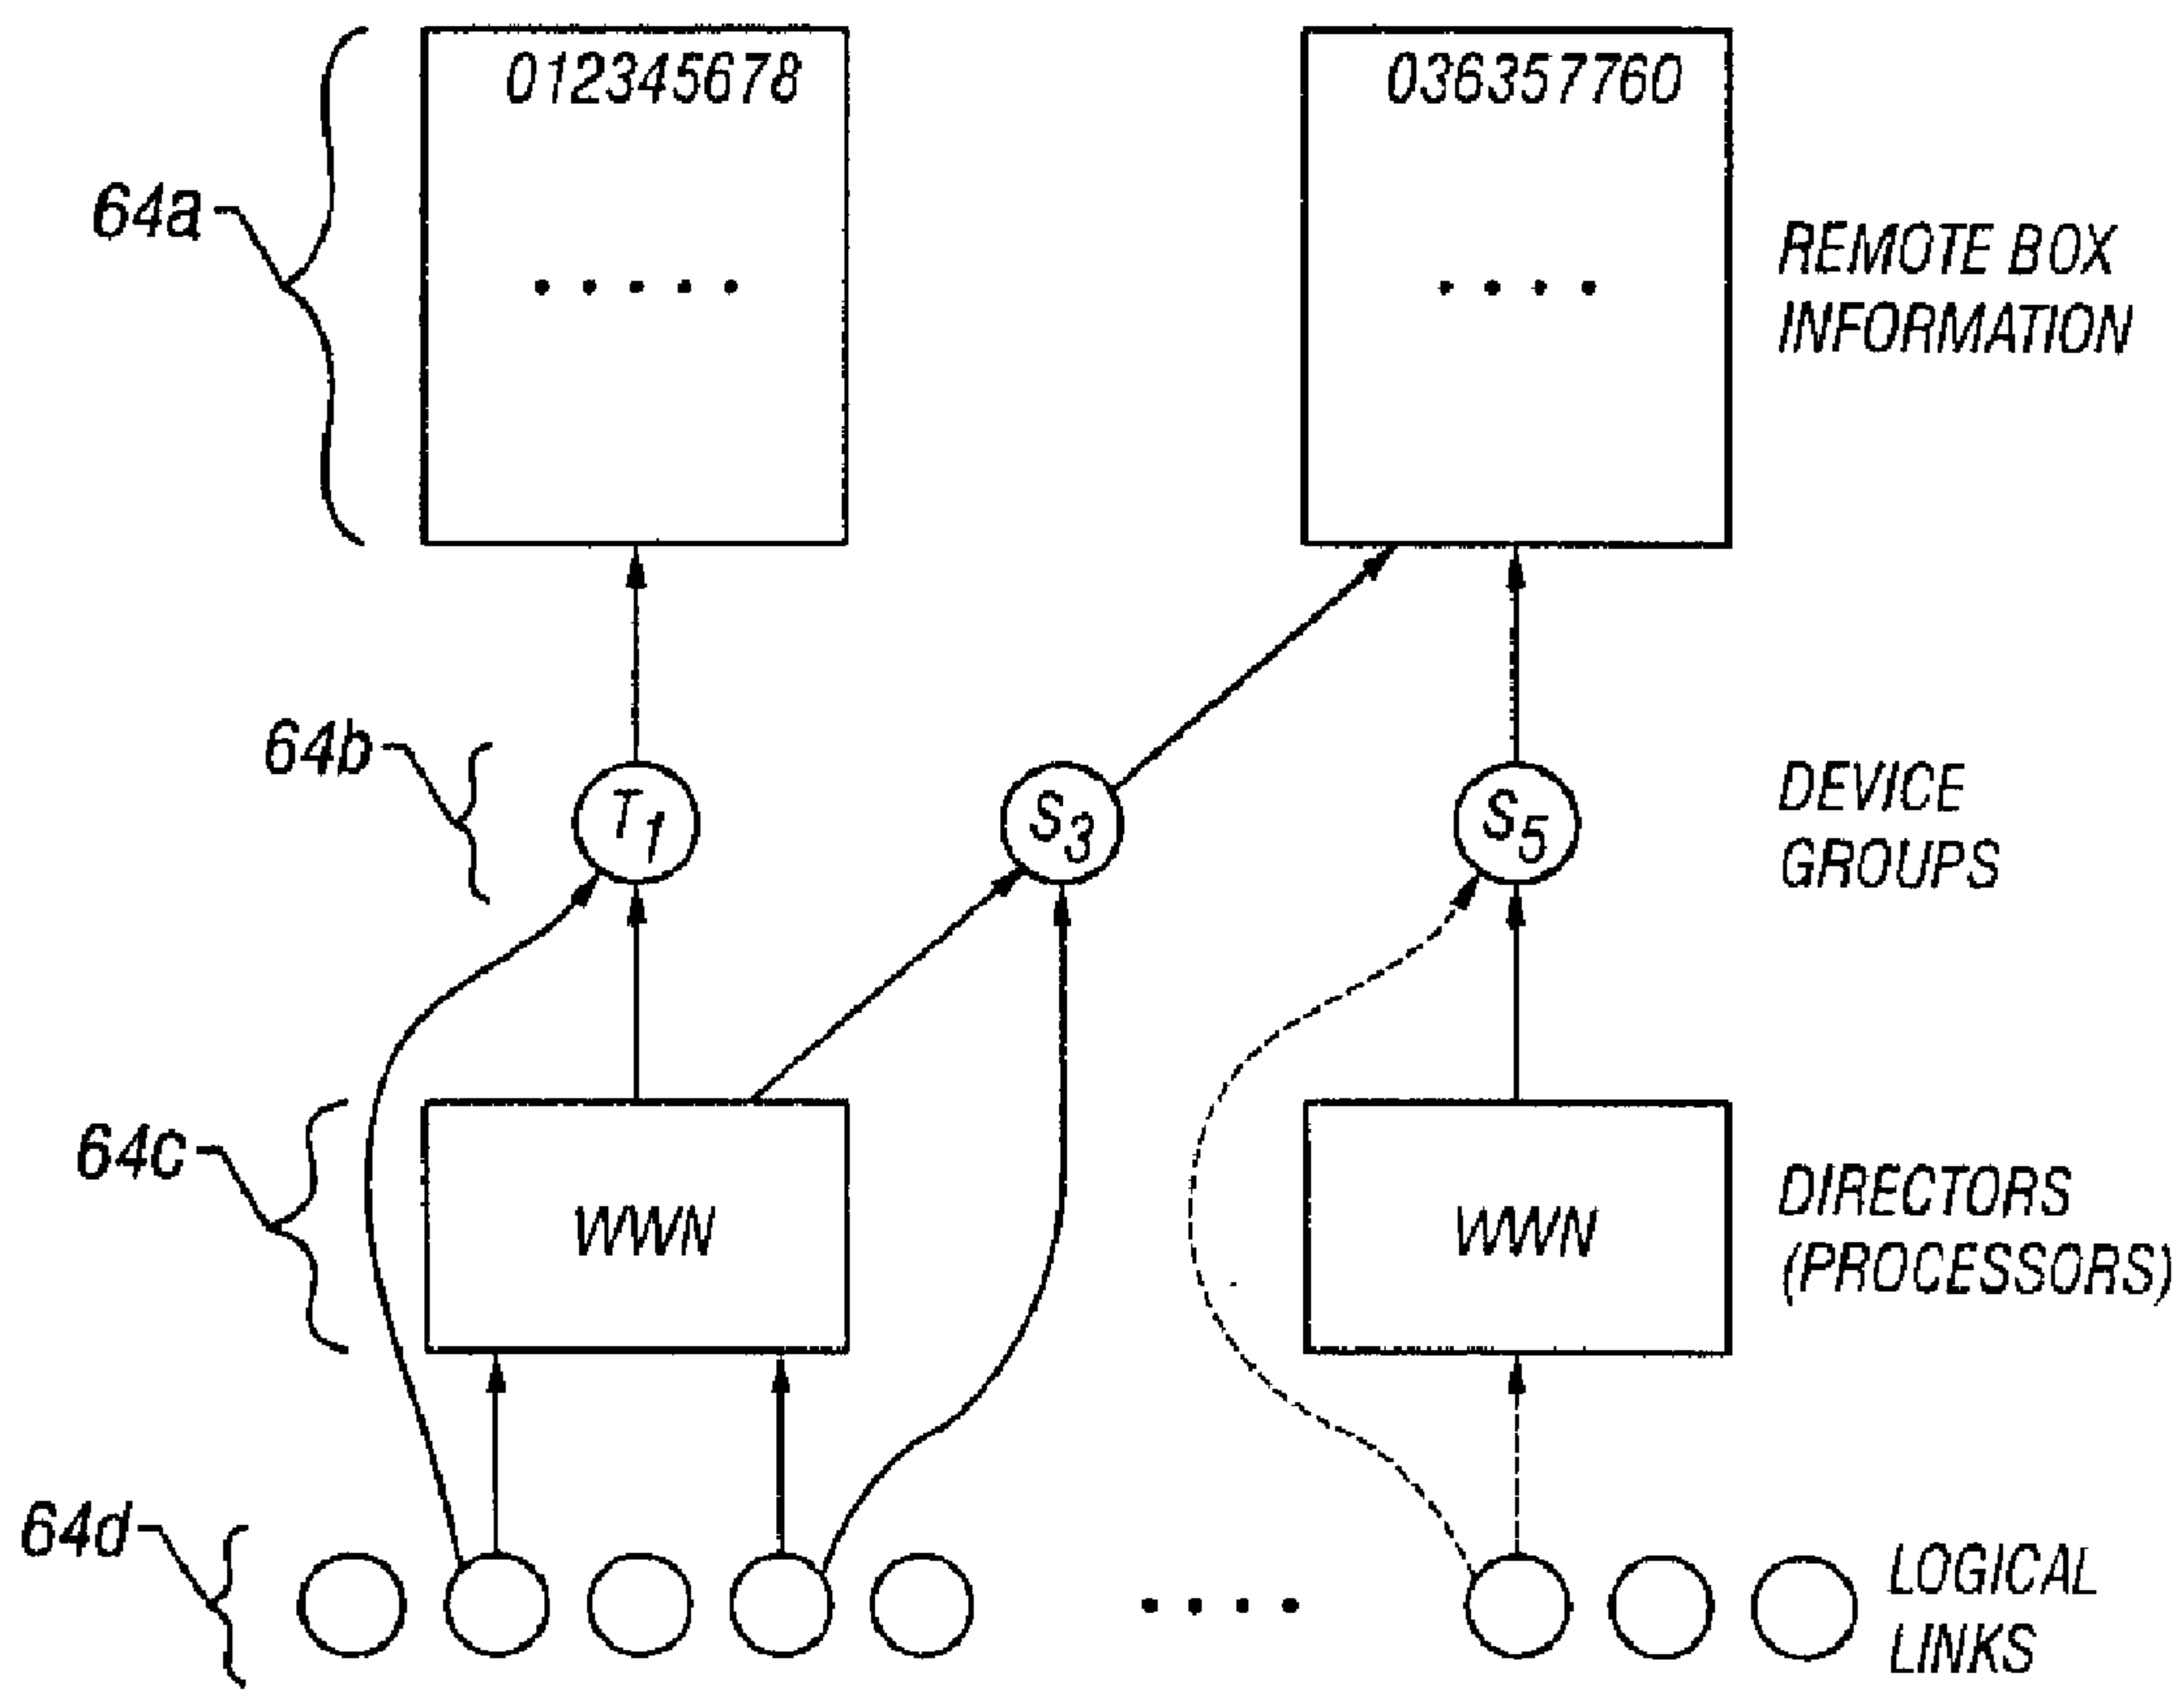 012345678
036357760
64a
REMOTE BOX
INFORMATION
64b
T1
S3
S5
DEVICE
GROUPS
64c
WWN
WWN
DIRECTORS
(PROCESSORS)
64d
LOGICAL
LINKS